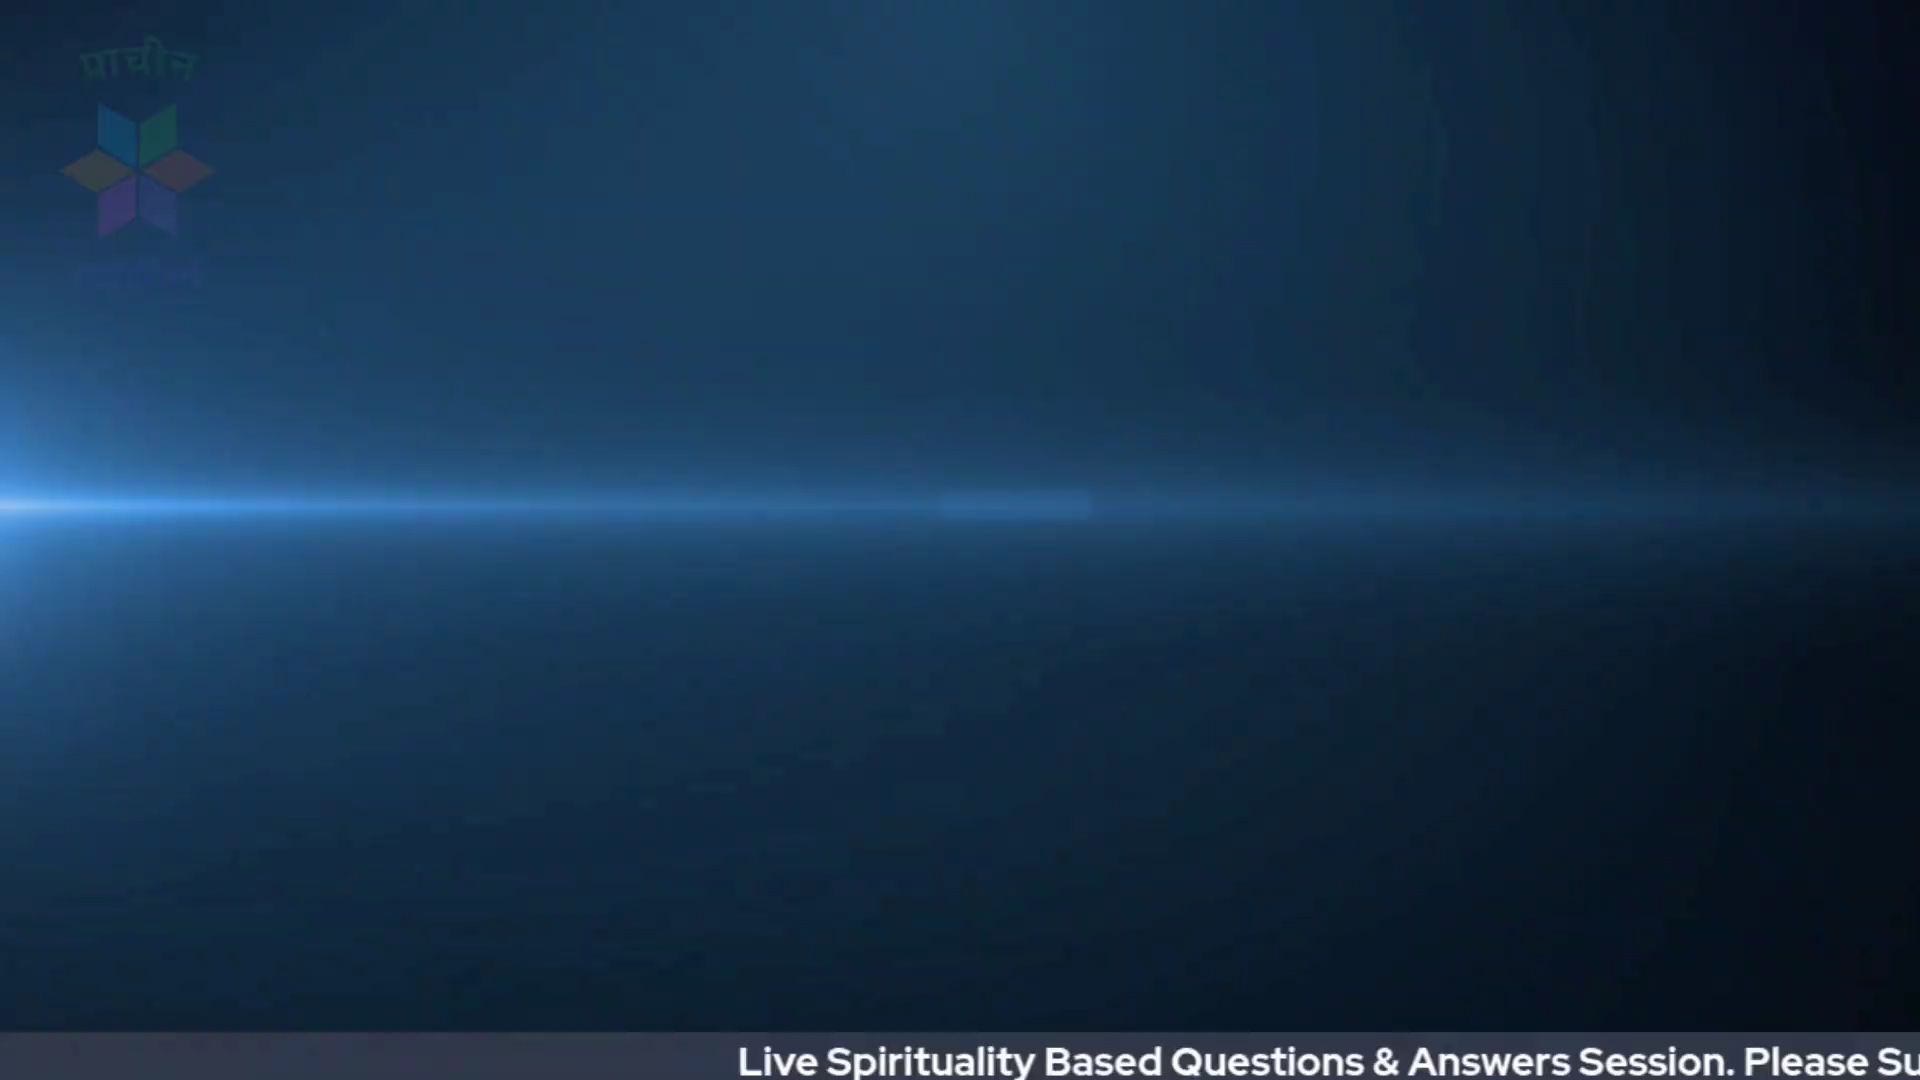 प्राचीन
Live Spirituality Based Questions & Answers Session. Please Su